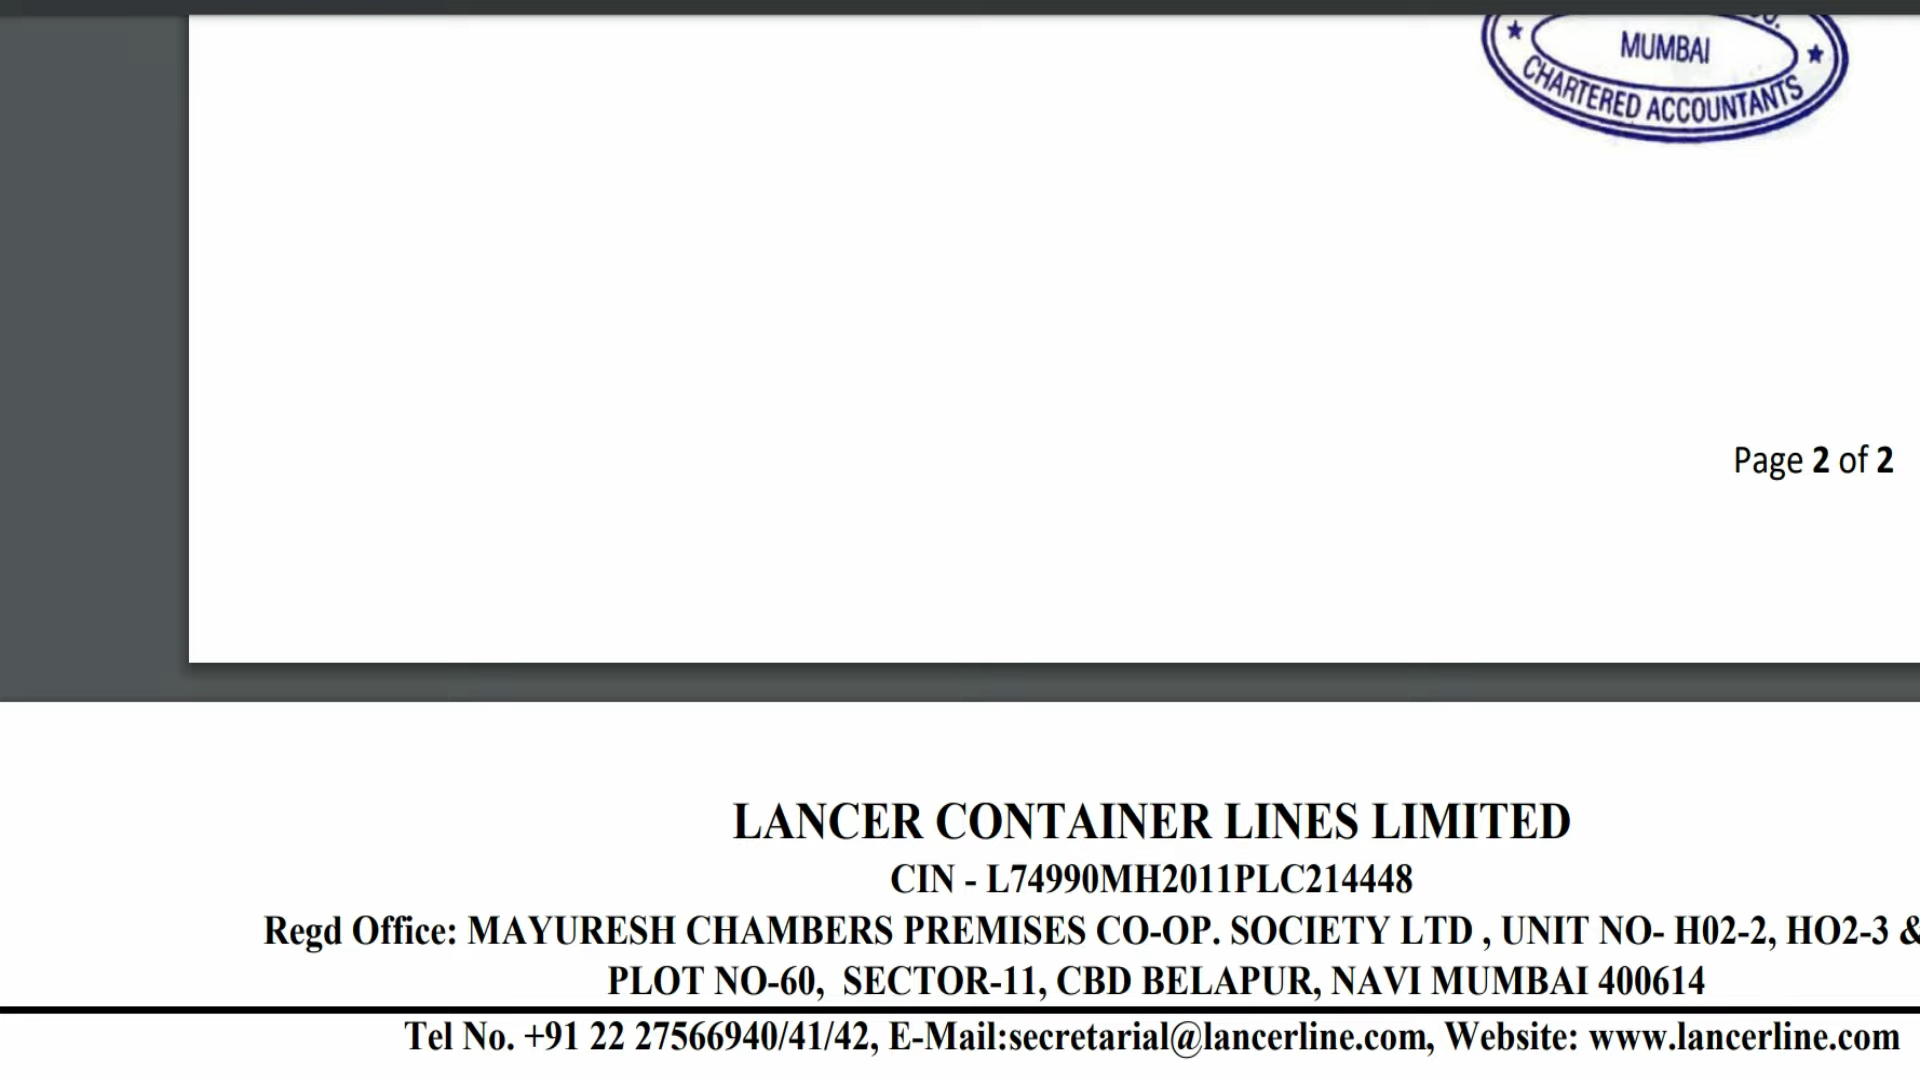 MUMBAI
CHARTERED ACCOUNTANTS
Page 2 of 2
LANCER CONTAINER LINES LIMITED
CIN - L74990MH2011PLC214448
Regd Office: MAYURESH CHAMBERS PREMISES CO-OP. SOCIETY LTD , UNIT NO- H02-2, HO2-3 &
PLOT NO-60, SECTOR-11, CBD BELAPUR, NAVI MUMBAI 400614
Tel No. +91 22 27566940/41/42, E-Mail:secretarial@lancerline.com, Website: www.lancerline.com